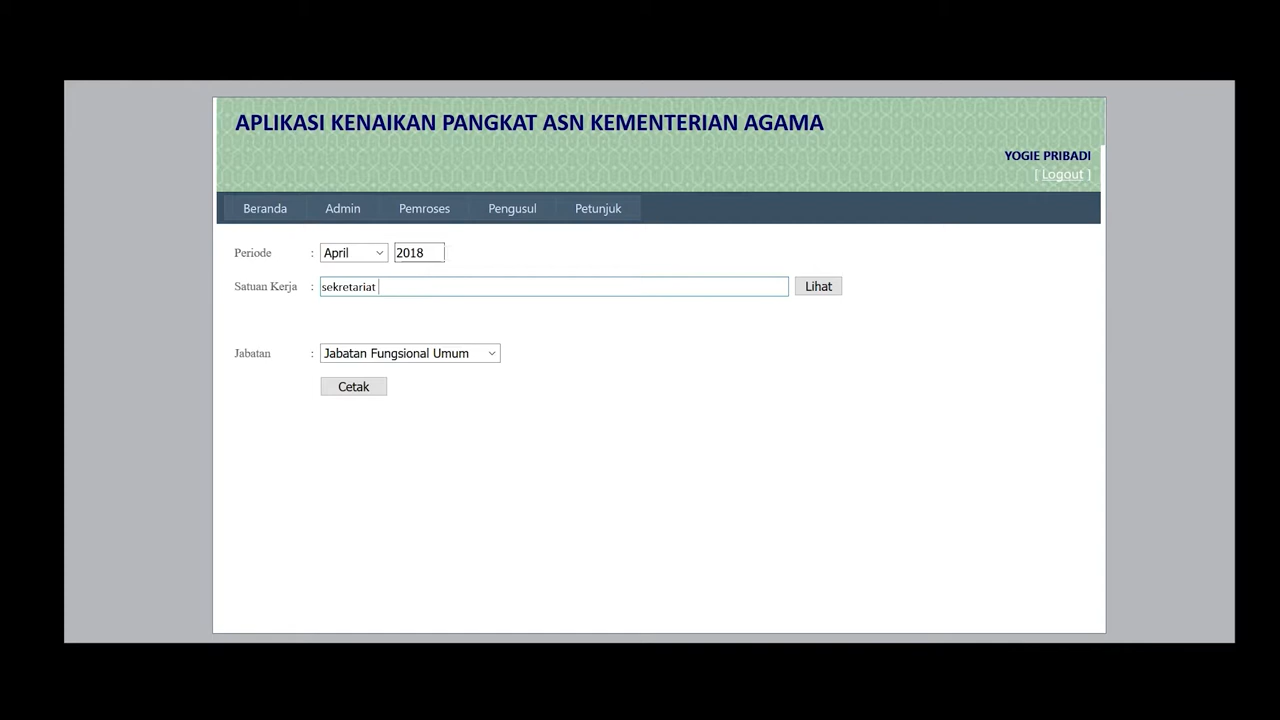 APLIKASI KENAIKAN PANGKAT ASN KEMENTERIAN AGAMA
YOGIE PRIBADI
[ Logout ]
Beranda Admin Pemroses Pengusul Petunjuk
Periode : April 2018
Satuan Kerja : sekretariat Lihat
Jabatan : Jabatan Fungsional Umum
Cetak